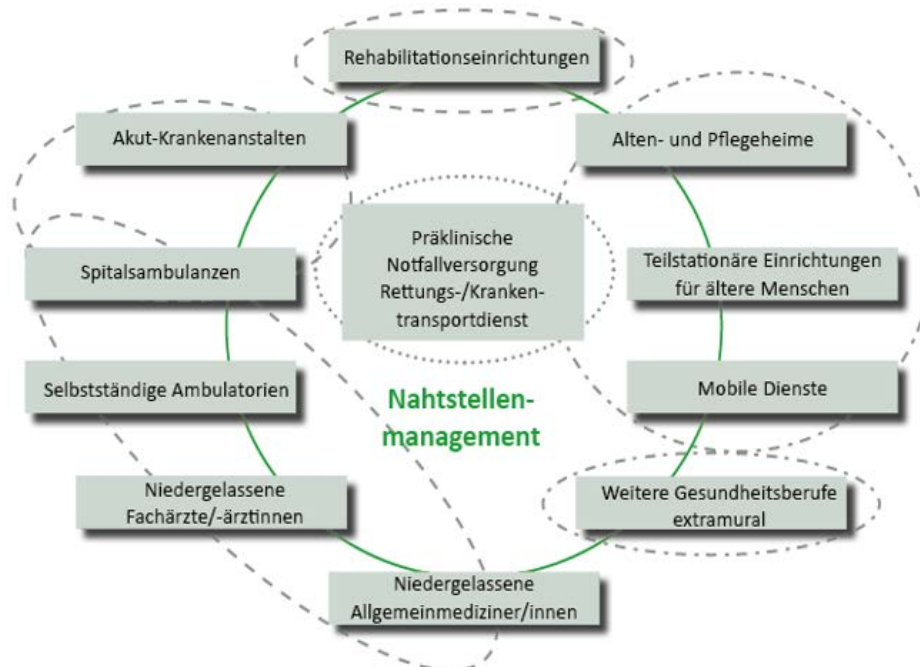 Rehabilitationseinrichtungen
Akut-Krankenanstalten
Alten- und Pflegeheime
Präklinische
Notfallversorgung
Rettungs-/Kranken-
transportdienst
Spitalsambulanzen
Teilstationäre Einrichtungen
für ältere Menschen
Selbstständige Ambulatorien
Mobile Dienste
Nahtstellen-
management
Niedergelassene
Fachärzte/-ärztinnen
Weitere Gesundheitsberufe
extramural
Niedergelassene
Allgemeinmediziner/innen